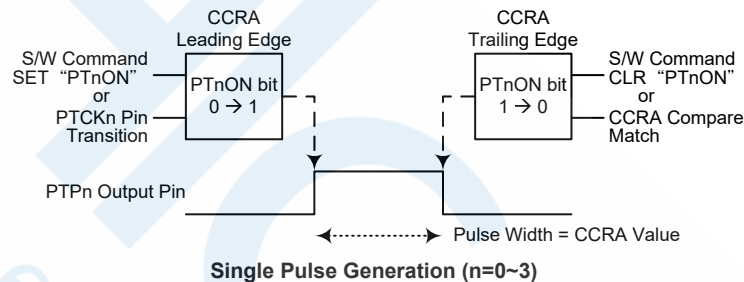 CCRA
Leading Edge
S/W Command
SET “PTnON”
or
PTCKn Pin
Transition
PTnON bit
0 → 1
CCRA
Trailing Edge
PTnON bit
1 → 0
S/W Command
CLR “PTnON”
or
CCRA Compare
Match
PTPn Output Pin
Pulse Width = CCRA Value
Single Pulse Generation (n=0~3)